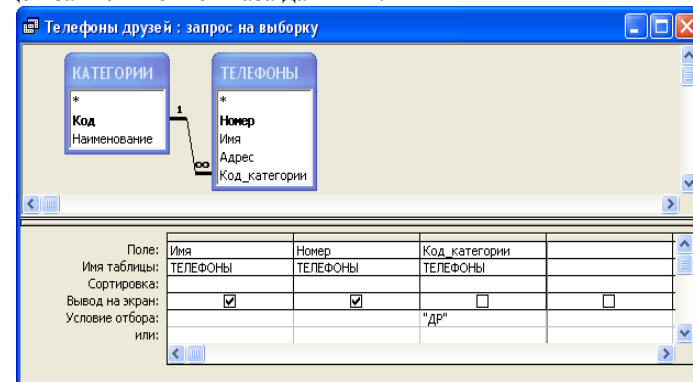 Телефоны друзей : запрос на выборку
КАТЕГОРИИ
*
Код
Наименование
1
∞
ТЕЛЕФОНЫ
*
Номер
Имя
Адрес
Код_категории
Поле: Имя Номер Код_категории
Имя таблицы: ТЕЛЕФОНЫ ТЕЛЕФОНЫ ТЕЛЕФОНЫ
Сортировка:
Вывод на экран:
Условие отбора: "ДР"
или: